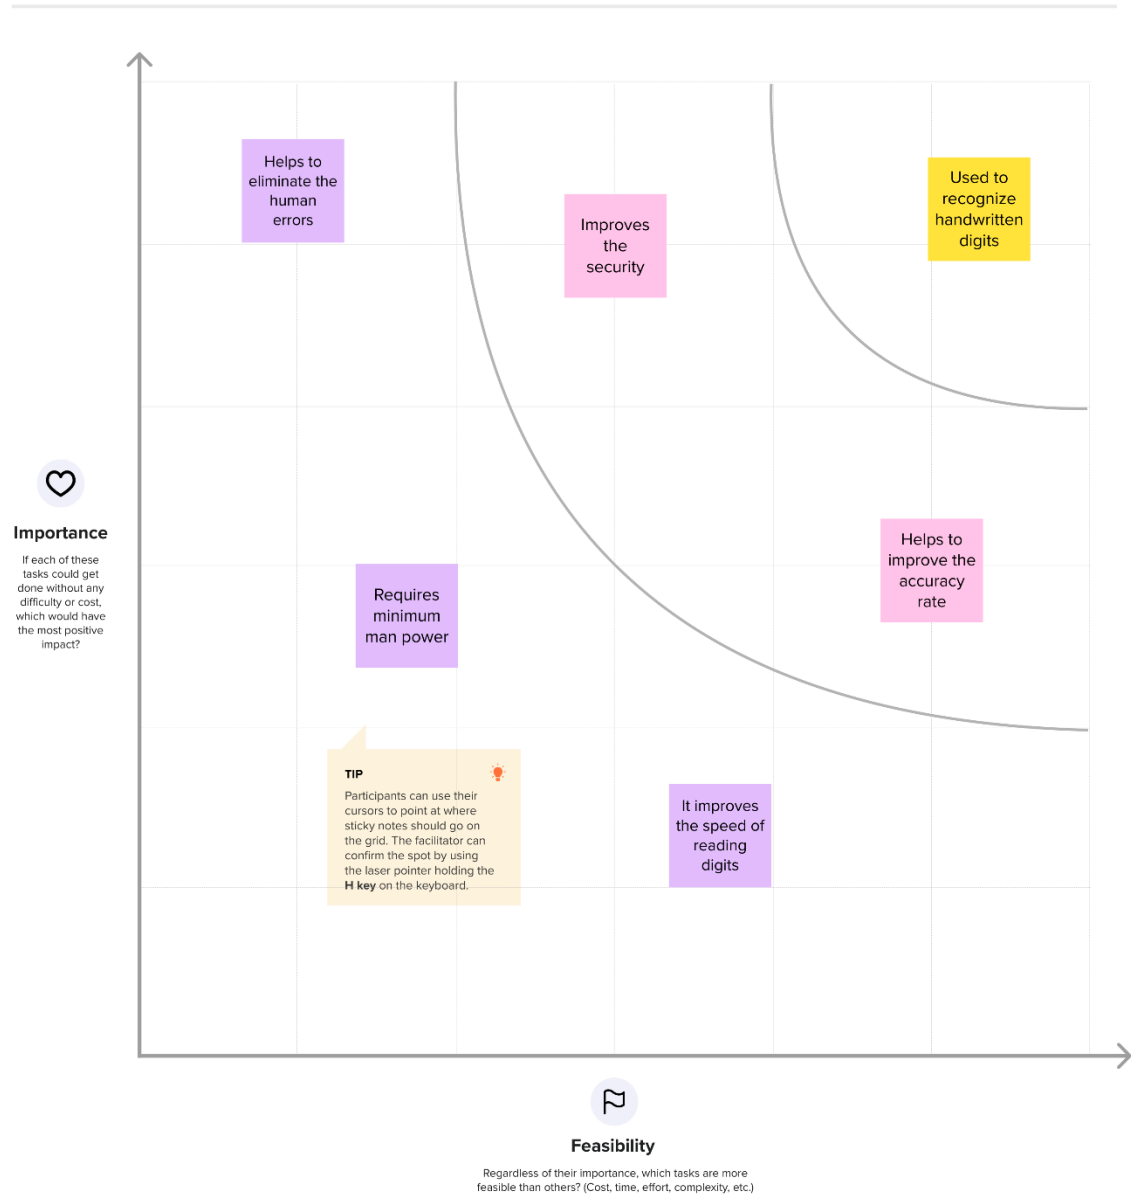 Helps to
eliminate the
human
errors
Improves
the
security
Used to
recognize
handwritten
digits
Importance
If each of these
tasks could get
done without any
difficulty or cost,
which would have
the most positive
impact?
Helps to
improve the
accuracy
rate
Requires
minimum
man power
TIP
Participants can use their
cursors to point at where
sticky notes should go on
the grid. The facilitator can
confirm the spot by using
the laser pointer holding the
H key on the keyboard.
It improves
the speed of
reading
digits
Feasibility
Regardless of their importance, which tasks are more
feasible than others? (Cost, time, effort, complexity, etc.)